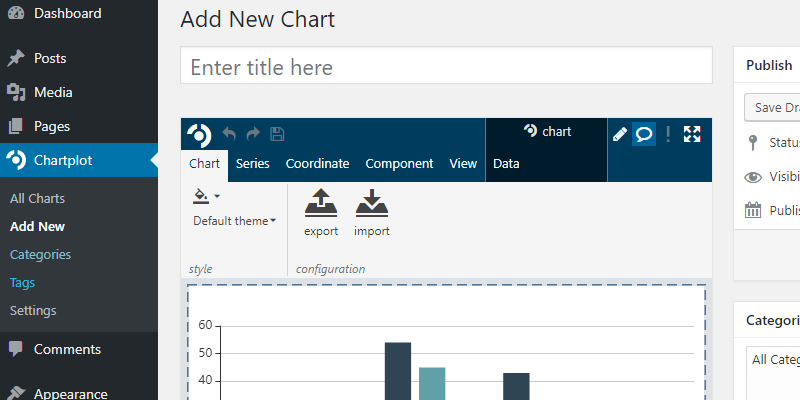 Dashboard
Posts
Media
Pages
Chartplot
All Charts
Add New
Categories
Tags
Settings
Comments
Appearance
Add New Chart
Enter title here
chart
Chart Series Coordinate Component View Data
Default theme
export import
style configuration
60
50
40
Publish
Save Dra
Status
Visibi
Publis
Categori
All Categ